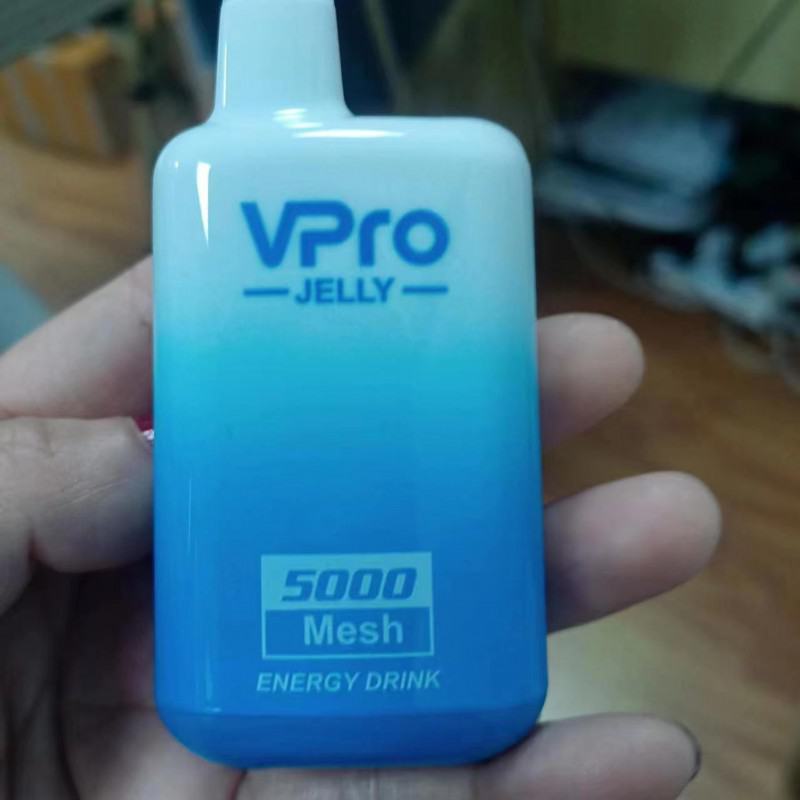 VPro
JELLY
5000
Mesh
ENERGY DRINK